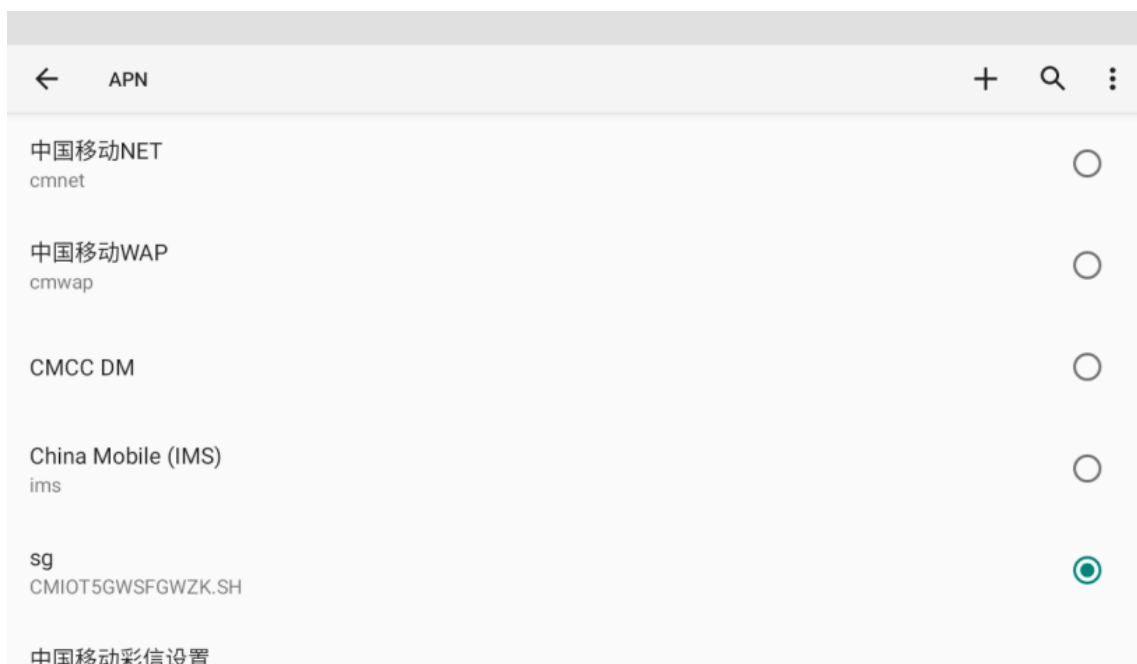 APN
中国移动NET
cmnet
中国移动WAP
cmwap
CMCC DM
China Mobile (IMS)
ims
sg
CMIOT5GWSFGWZK.SH
中国移动彩信设置